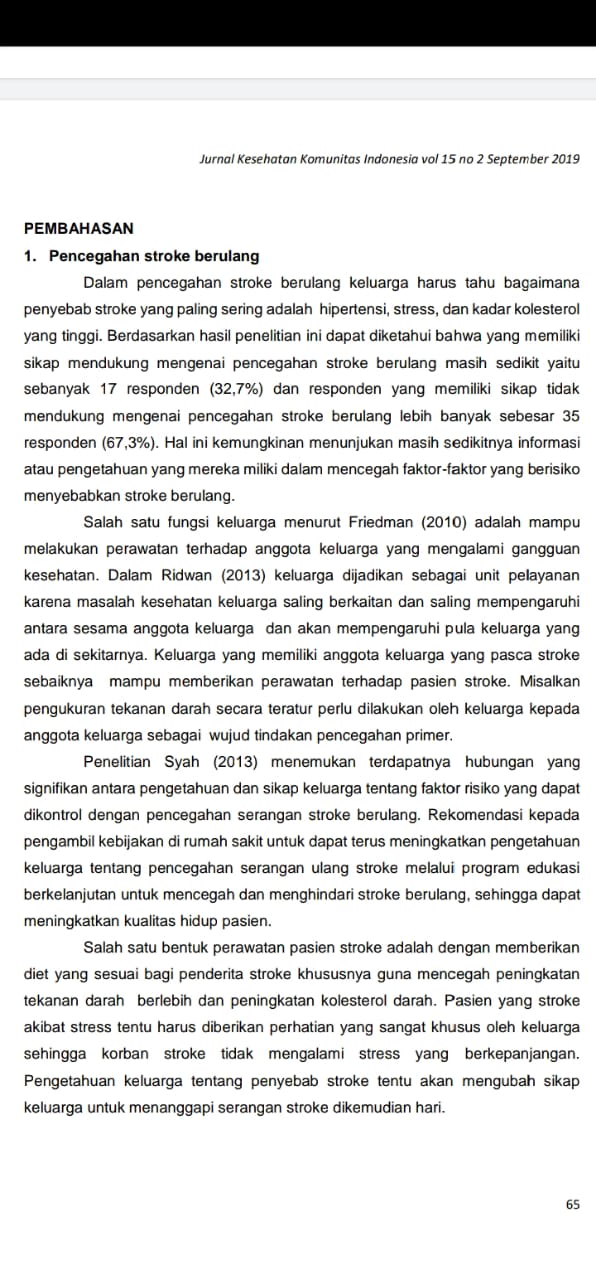 Jurnal Kesehatan Komunitas Indonesia vol 15 no 2 September 2019
PEMBAHASAN
1. Pencegahan stroke berulang
Dalam pencegahan stroke berulang keluarga harus tahu bagaimana
penyebab stroke yang paling sering adalah hipertensi, stress, dan kadar kolesterol
yang tinggi. Berdasarkan hasil penelitian ini dapat diketahui bahwa yang memiliki
sikap mendukung mengenai pencegahan stroke berulang masih sedikit yaitu
sebanyak 17 responden (32,7%) dan responden yang memiliki sikap tidak
mendukung mengenai pencegahan stroke berulang lebih banyak sebesar 35
responden (67,3%). Hal ini kemungkinan menunjukan masih sedikitnya informasi
atau pengetahuan yang mereka miliki dalam mencegah faktor-faktor yang berisiko
menyebabkan stroke berulang.
Salah satu fungsi keluarga menurut Friedman (2010) adalah mampu
melakukan perawatan terhadap anggota keluarga yang mengalami gangguan
kesehatan. Dalam Ridwan (2013) keluarga dijadikan sebagai unit pelayanan
karena masalah kesehatan keluarga saling berkaitan dan saling mempengaruhi
antara sesama anggota keluarga dan akan mempengaruhi pula keluarga yang
ada di sekitarnya. Keluarga yang memiliki anggota keluarga yang pasca stroke
sebaiknya mampu memberikan perawatan terhadap pasien stroke. Misalkan
pengukuran tekanan darah secara teratur perlu dilakukan oleh keluarga kepada
anggota keluarga sebagai wujud tindakan pencegahan primer.
Penelitian Syah (2013) menemukan terdapatnya hubungan yang
signifikan antara pengetahuan dan sikap keluarga tentang faktor risiko yang dapat
dikontrol dengan pencegahan serangan stroke berulang. Rekomendasi kepada
pengambil kebijakan di rumah sakit untuk dapat terus meningkatkan pengetahuan
keluarga tentang pencegahan serangan ulang stroke melalui program edukasi
berkelanjutan untuk mencegah dan menghindari stroke berulang, sehingga dapat
meningkatkan kualitas hidup pasien.
Salah satu bentuk perawatan pasien stroke adalah dengan memberikan
diet yang sesuai bagi penderita stroke khususnya guna mencegah peningkatan
tekanan darah berlebih dan peningkatan kolesterol darah. Pasien yang stroke
akibat stress tentu harus diberikan perhatian yang sangat khusus oleh keluarga
sehingga korban stroke tidak mengalami stress yang berkepanjangan.
Pengetahuan keluarga tentang penyebab stroke tentu akan mengubah sikap
keluarga untuk menanggapi serangan stroke dikemudian hari.
65